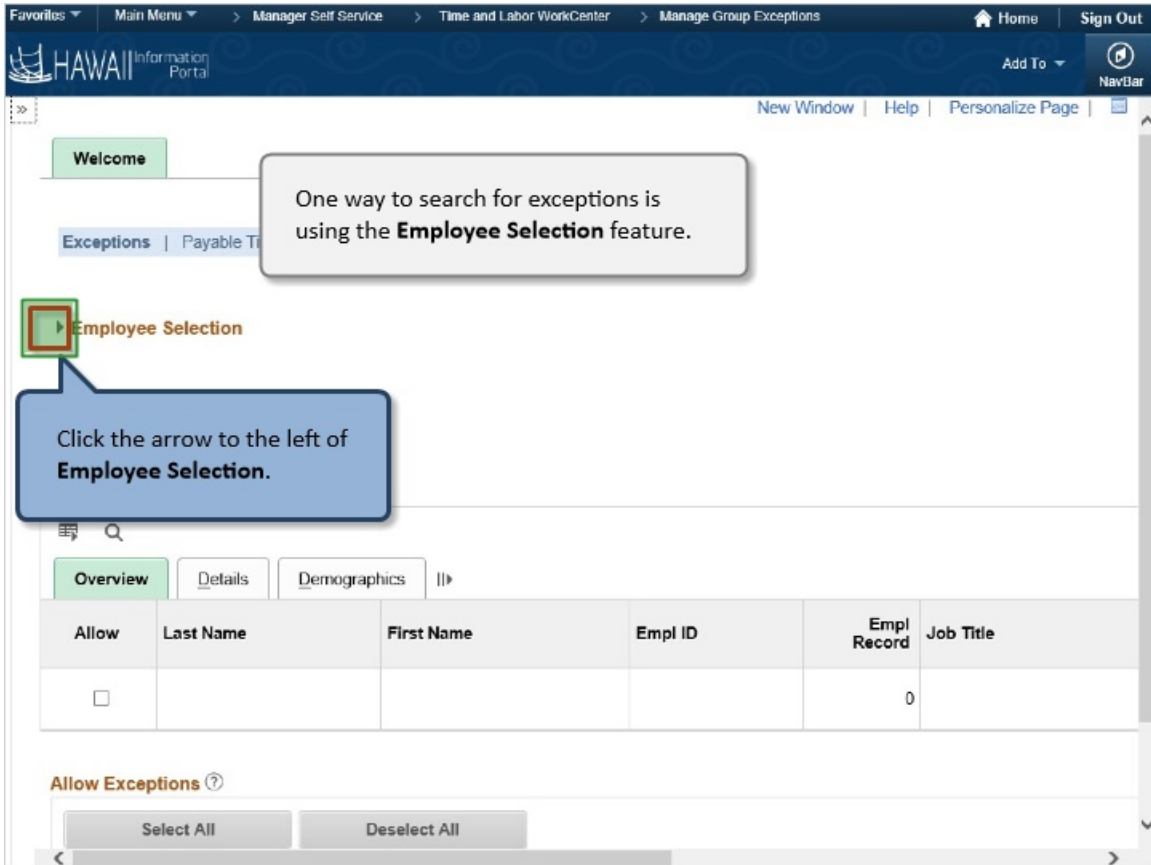 Favorites Main Menu > Manager Self Service > Time and Labor WorkCenter > Manage Group Exceptions Home Sign Out
HAWAII Information Portal Add To NavBar
New Window | Help | Personalize Page |
Welcome
One way to search for exceptions is
using the Employee Selection feature.
Exceptions | Payable Ti
Employee Selection
Click the arrow to the left of
Employee Selection.
Overview Details Demographics
Allow Last Name First Name Empl ID Empl Record Job Title
0
Allow Exceptions ?
Select All Deselect All